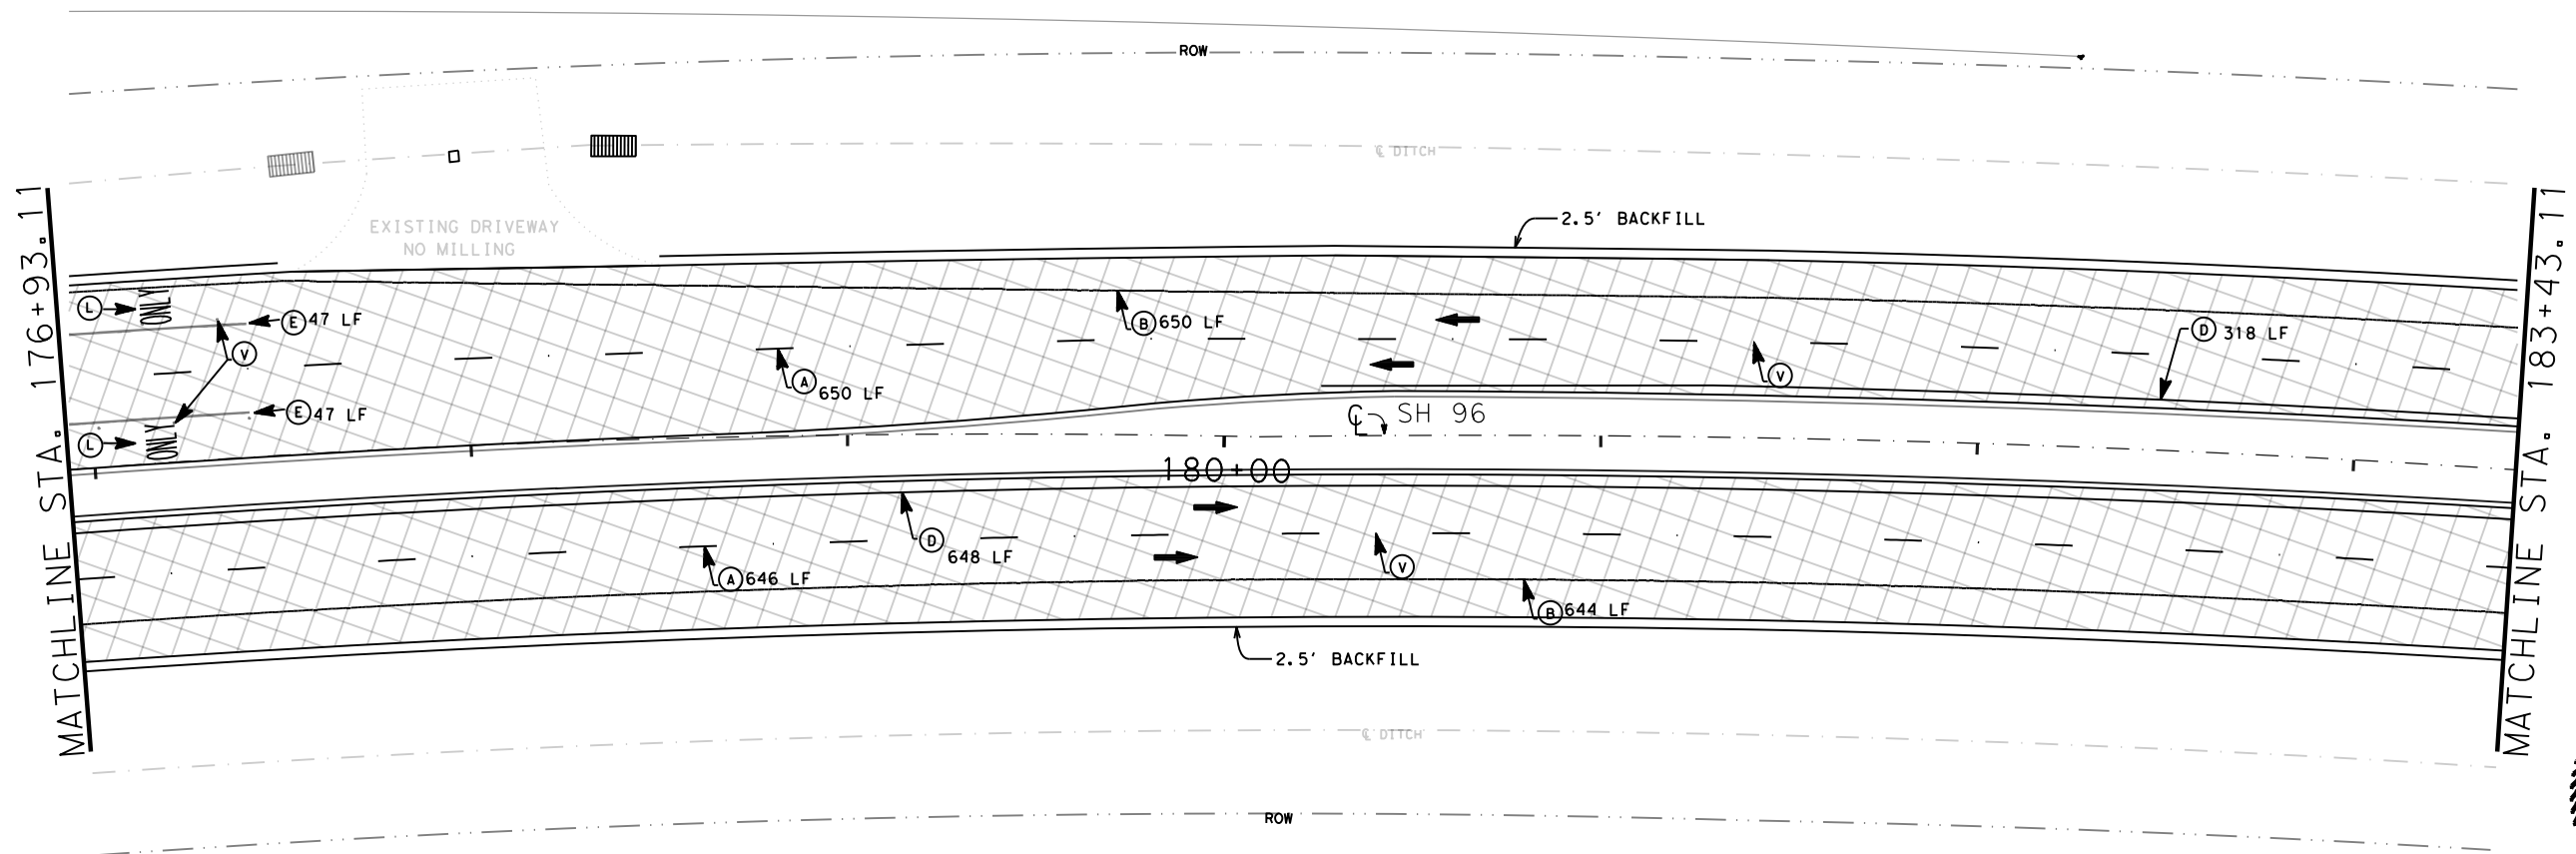 ROW
℄ DITCH
EXISTING DRIVEWAY
NO MILLING
2.5' BACKFILL
MATCHLINE STA. 176+93.11
MATCHLINE STA. 183+43.11
L
ONLY
E 47 LF
V
B 650 LF
D 318 LF
A 650 LF
V
E 47 LF
L
ONLY
℄ SH 96
180+00
D 648 LF
A 646 LF
V
B 644 LF
2.5' BACKFILL
℄ DITCH
ROW